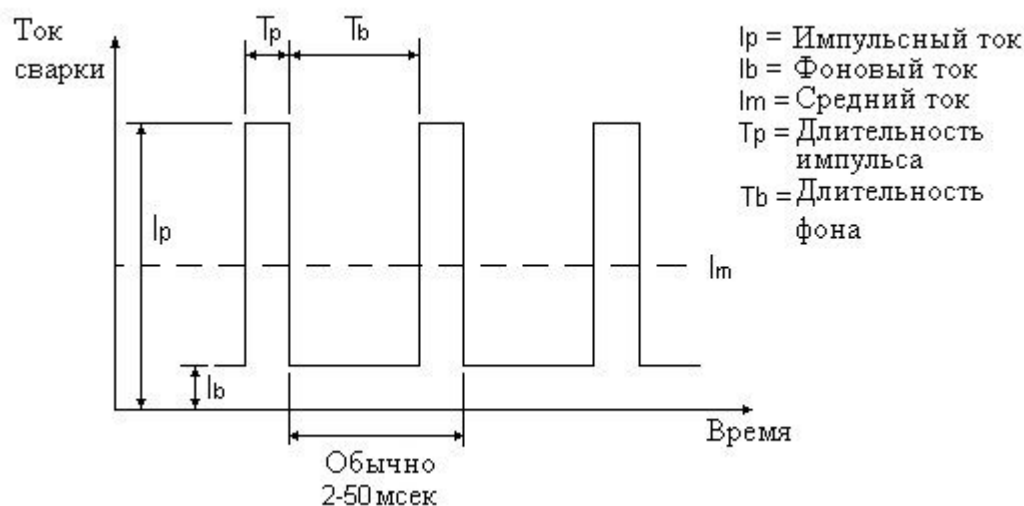 Ток
сварки
Tp
Tb
Ip = Импульсный ток
Ib = Фоновый ток
Im = Средний ток
Tp = Длительность
импульса
Tb = Длительность
фона
Ip
Im
Ib
Время
Обычно
2-50 мсек